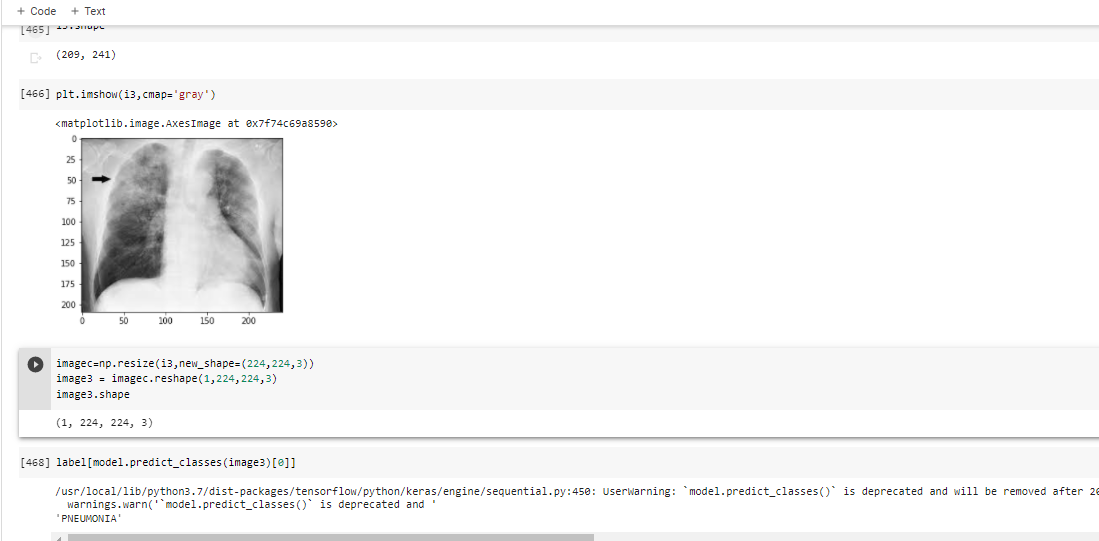 + Code + Text
[465] i3.shape
(209, 241)
[466] plt.imshow(i3,cmap='gray')
<matplotlib.image.AxesImage at 0x7f74c69a8590>
0
25
50
75
100
125
150
175
200
0 50 100 150 200
imagec=np.resize(i3,new_shape=(224,224,3))
image3 = imagec.reshape(1,224,224,3)
image3.shape
(1, 224, 224, 3)
[468] label[model.predict_classes(image3)[0]]
/usr/local/lib/python3.7/dist-packages/tensorflow/python/keras/engine/sequential.py:450: UserWarning: `model.predict_classes()` is deprecated and will be removed after 20
warnings.warn('`model.predict_classes()` is deprecated and '
'PNEUMONIA'